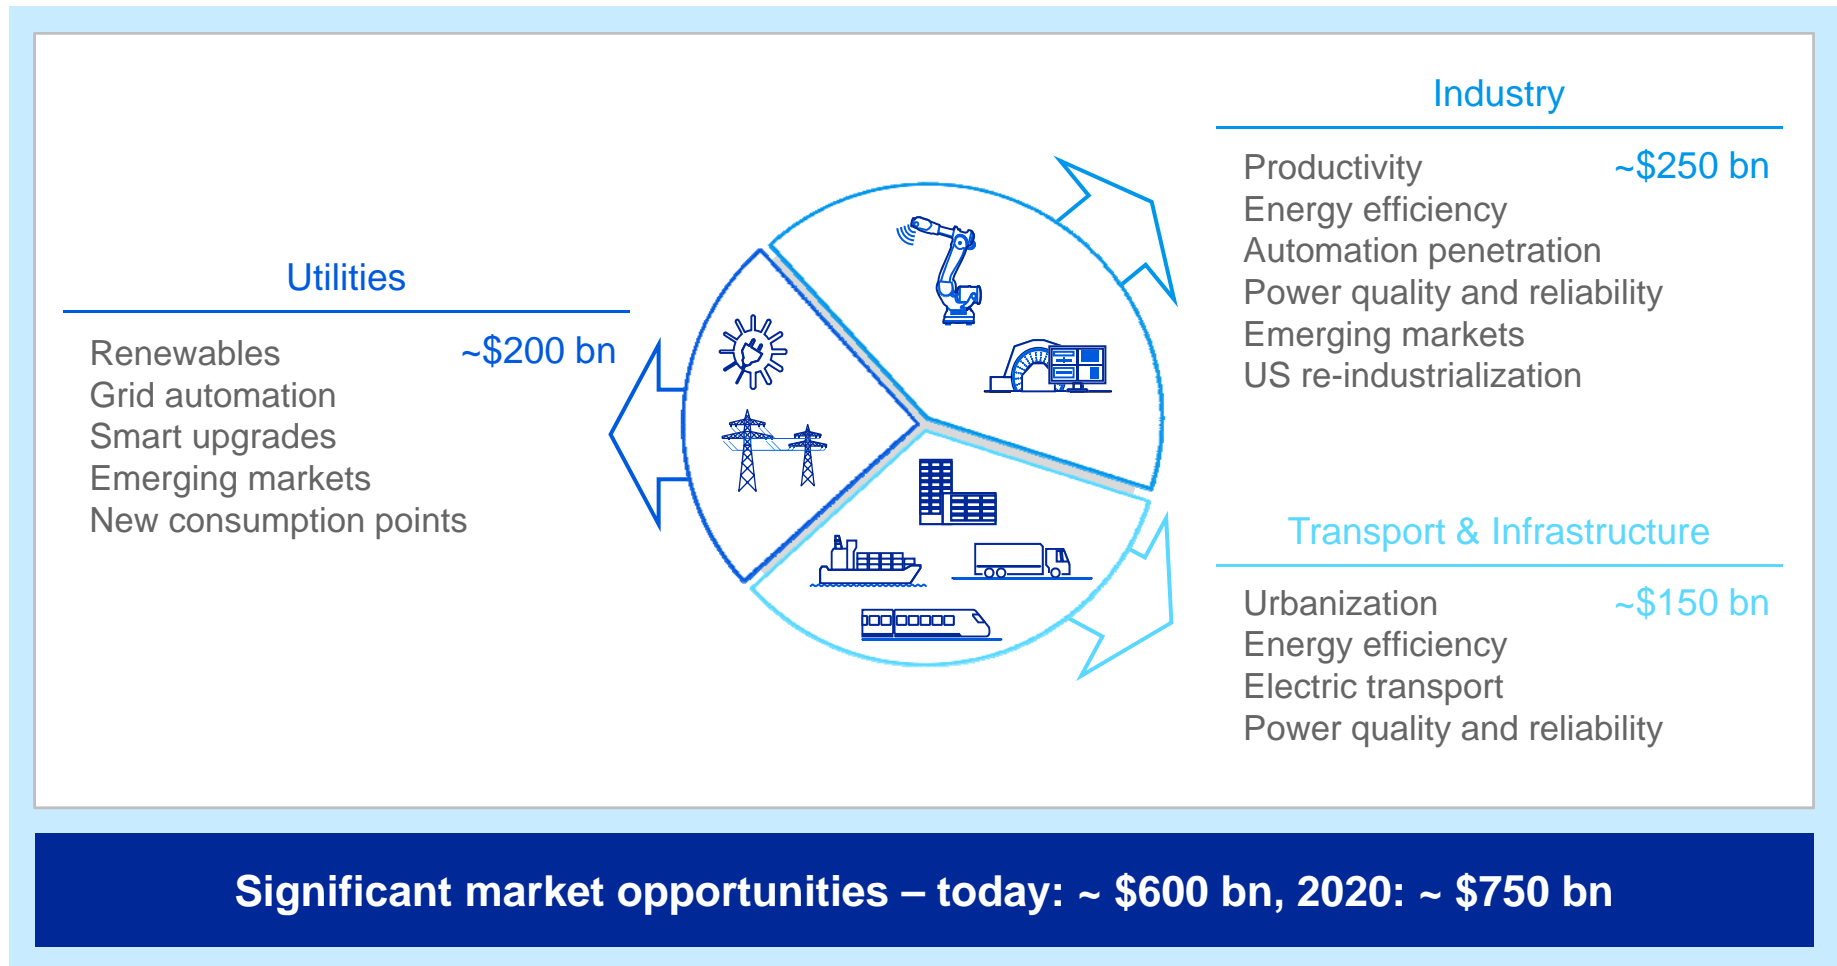 Utilities
Renewables ~$200 bn
Grid automation
Smart upgrades
Emerging markets
New consumption points
Industry
Productivity ~$250 bn
Energy efficiency
Automation penetration
Power quality and reliability
Emerging markets
US re-industrialization
Transport & Infrastructure
Urbanization ~$150 bn
Energy efficiency
Electric transport
Power quality and reliability
Significant market opportunities – today: ~ $600 bn, 2020: ~ $750 bn